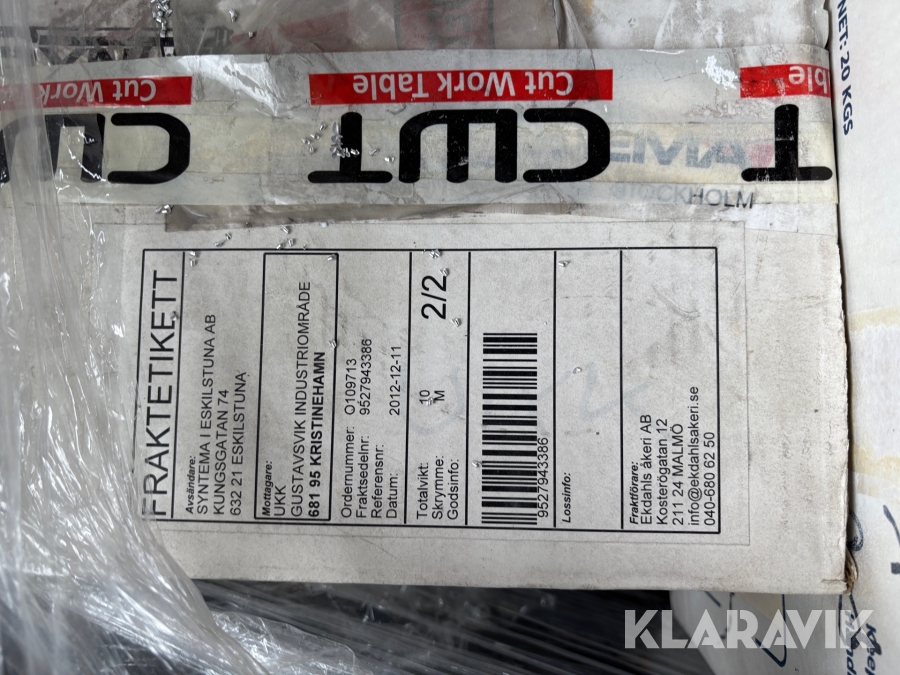 Cut Work
Cut Work Table
ble
CWT
CWT
T
STOCKHOLM
NET: 20 KGS
FRAKTETIKETT
Avsändare:
SYNTEMA I ESKILSTUNA AB
KUNGSGATAN 74
632 21 ESKILSTUNA
Mottagare:
UKK
GUSTAVSVIK INDUSTRIOMRÅDE
681 95 KRISTINEHAMN
Ordernummer: O109713
Fraktsedelnr: 9527943386
Referensnr:
Datum: 2012-12-11
Totalvikt: 10 2/2
Skrymme: M
Godsinfo:
9527943386
Lossinfo:
Fraktförare:
Ekdahls åkeri AB
Kosterögatan 12
211 24 MALMÖ
info@ekdahlsakeri.se
040-680 62 50
KLARAVIK